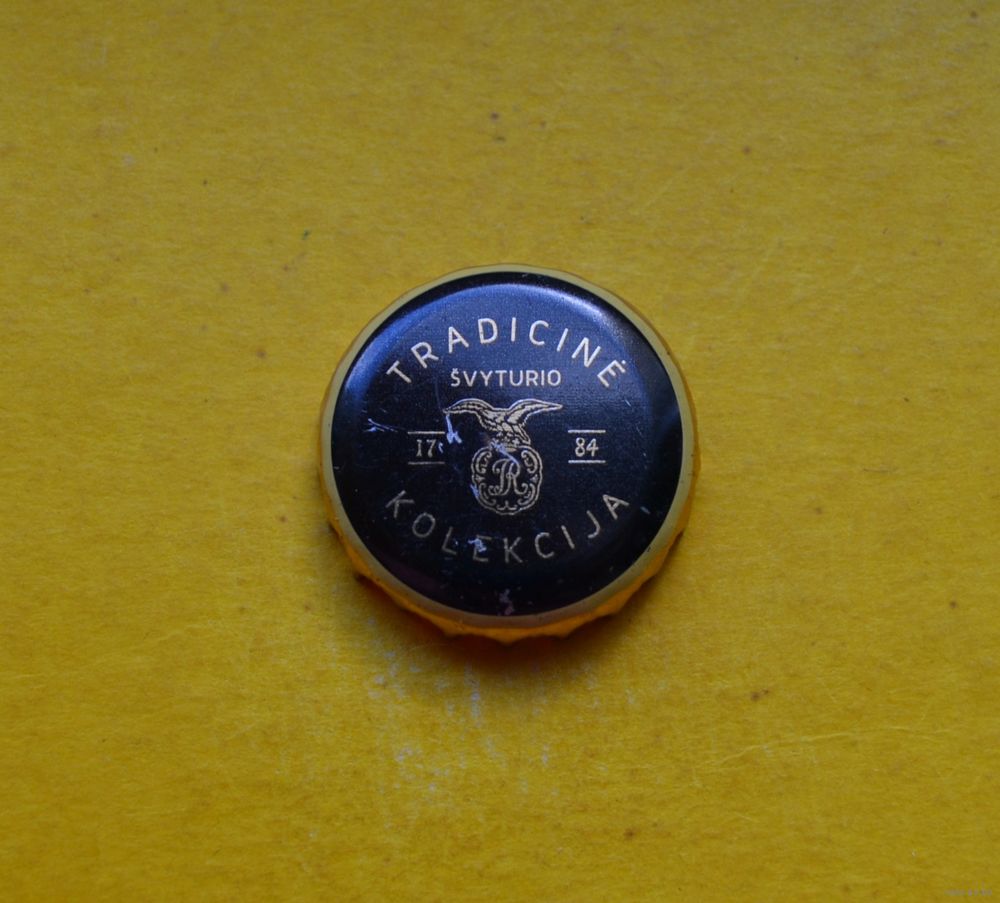 TRADICINĖ
ŠVYTURIO
17 84
R
KOLEKCIJA